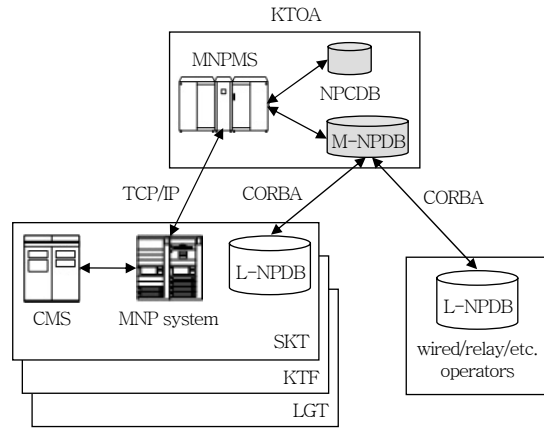 KTOA
MNPMS
NPCDB
M-NPDB
TCP/IP
CORBA
CORBA
L-NPDB
CMS
MNP system
SKT
KTF
LGT
L-NPDB
wired/relay/etc.
operators